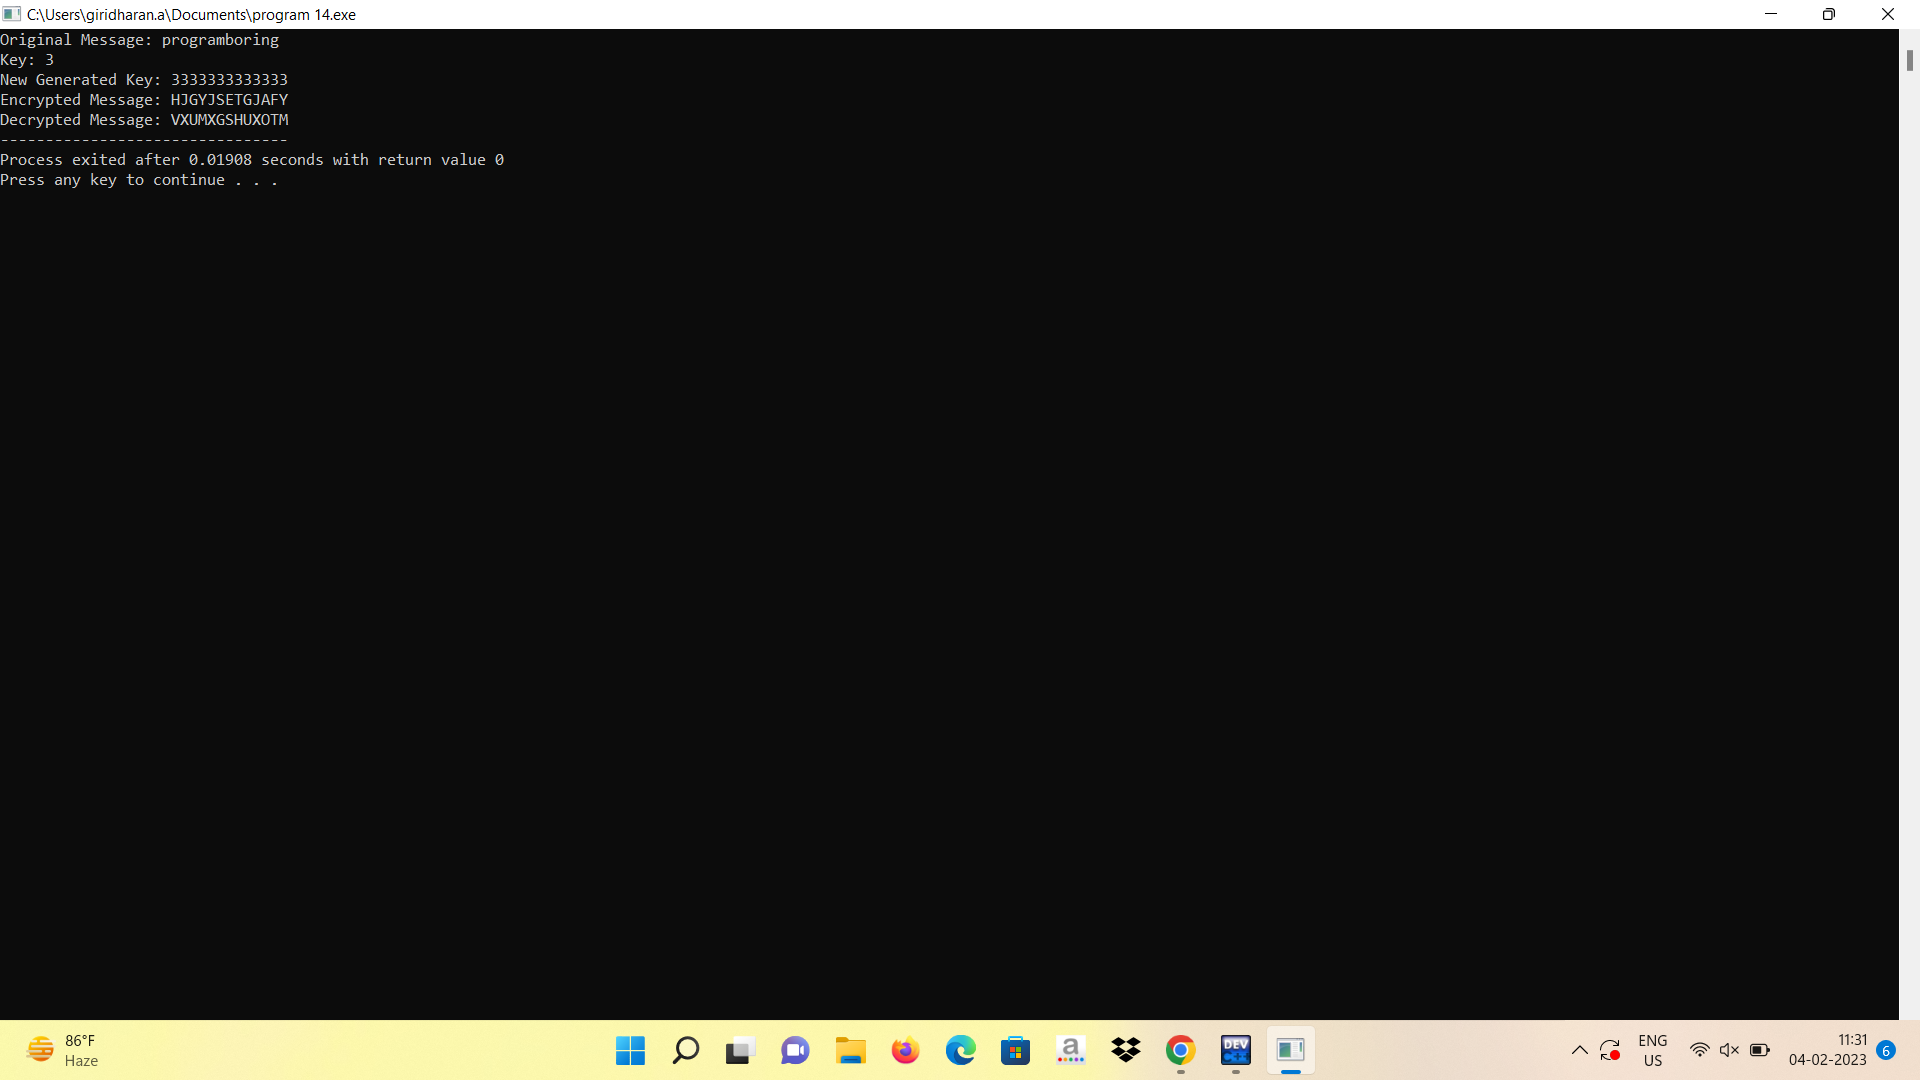 C:\Users\giridharan.a\Documents\program 14.exe
Original Message: programboring
Key: 3
New Generated Key: 3333333333333
Encrypted Message: HJGYJSETGJAFY
Decrypted Message: VXUMXGSHUXOTM
--------------------------------
Process exited after 0.01908 seconds with return value 0
Press any key to continue . . .
86°F
Haze
a
DEV
C++
ENG
US
11:31
04-02-2023
6